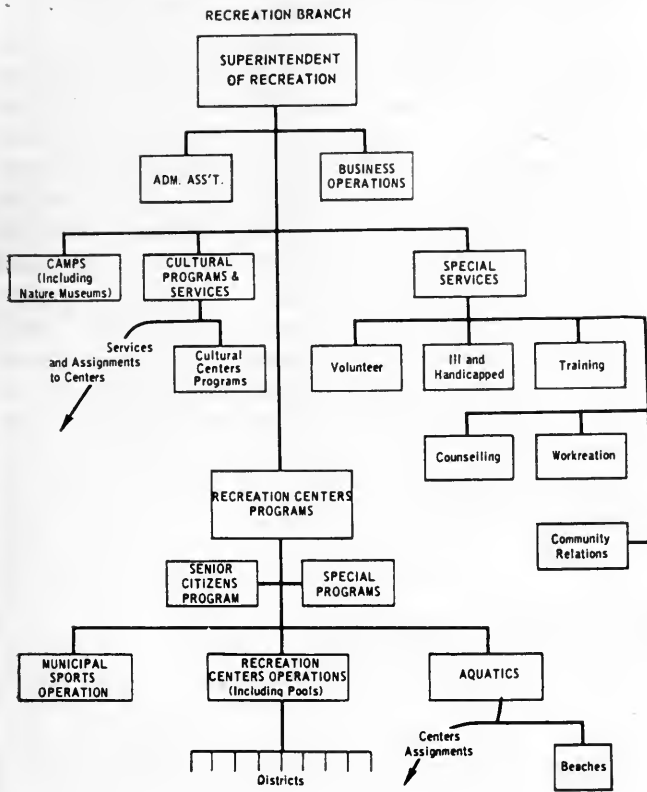 RECREATION BRANCH
SUPERINTENDENT
OF RECREATION
ADM. ASS'T.
BUSINESS
OPERATIONS
CAMPS
(Including
Nature Museums)
CULTURAL
PROGRAMS &
SERVICES
SPECIAL
SERVICES
Services
and Assignments
to Centers
Cultural
Centers
Programs
Volunteer
Ill and
Handicapped
Training
Counselling
Workreation
RECREATION CENTERS
PROGRAMS
Community
Relations
SENIOR
CITIZENS
PROGRAM
SPECIAL
PROGRAMS
MUNICIPAL
SPORTS
OPERATION
RECREATION
CENTERS OPERATIONS
(Including Pools)
AQUATICS
Centers
Assignments
Beaches
Districts